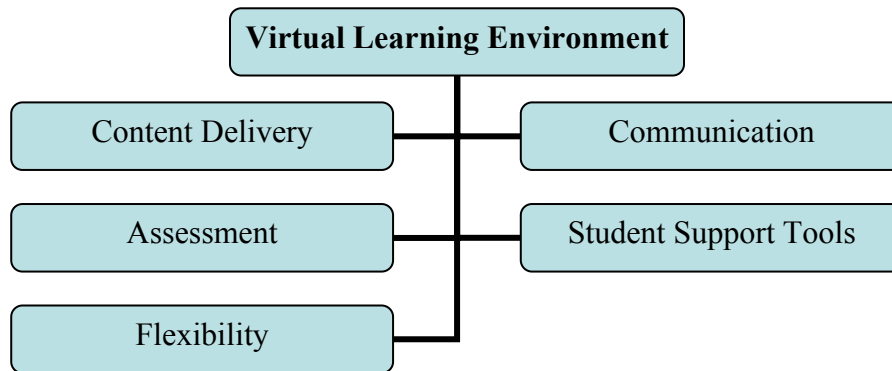 Virtual Learning Environment
Content Delivery
Communication
Assessment
Student Support Tools
Flexibility